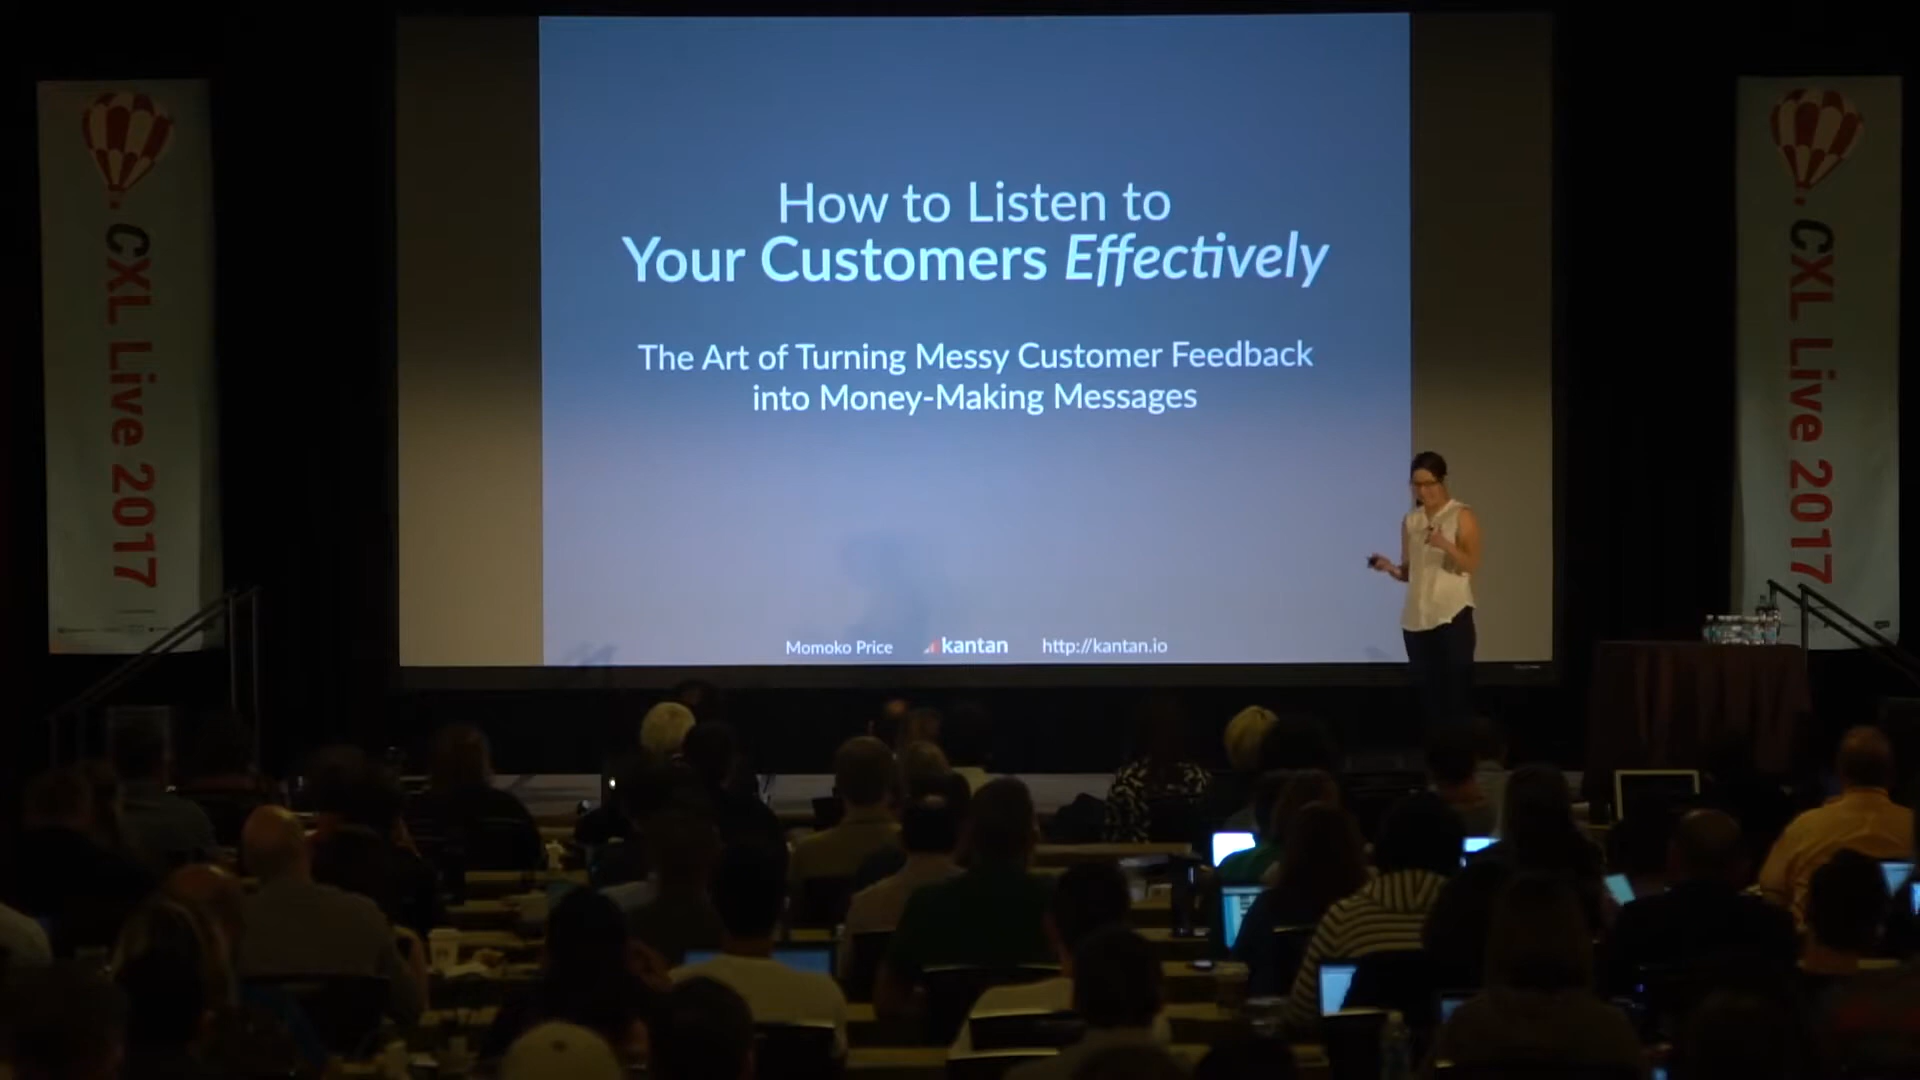 How to Listen to
Your Customers Effectively
The Art of Turning Messy Customer Feedback
into Money-Making Messages
Momoko Price
kantan
http://kantan.io
CXL Live 2017
CXL Live 2017